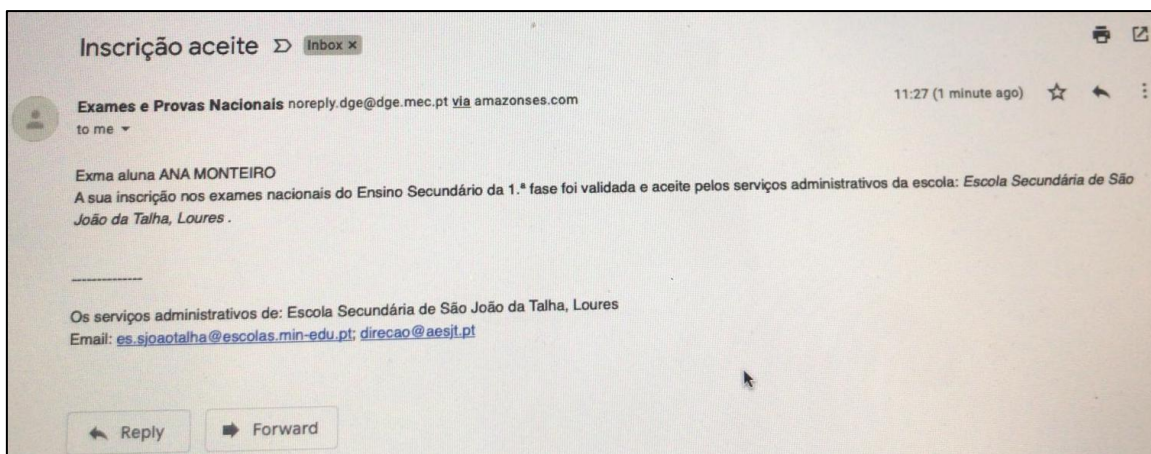 Inscrição aceite Inbox x
Exames e Provas Nacionais noreply.dge@dge.mec.pt via amazonses.com
11:27 (1 minute ago)
to me
Exma aluna ANA MONTEIRO
A sua inscrição nos exames nacionais do Ensino Secundário da 1.ª fase foi validada e aceite pelos serviços administrativos da escola: Escola Secundária de São
João da Talha, Loures .
--------------
Os serviços administrativos de: Escola Secundária de São João da Talha, Loures
Email: es.sjoaotalha@escolas.min-edu.pt; direcao@aesjt.pt
Reply
Forward